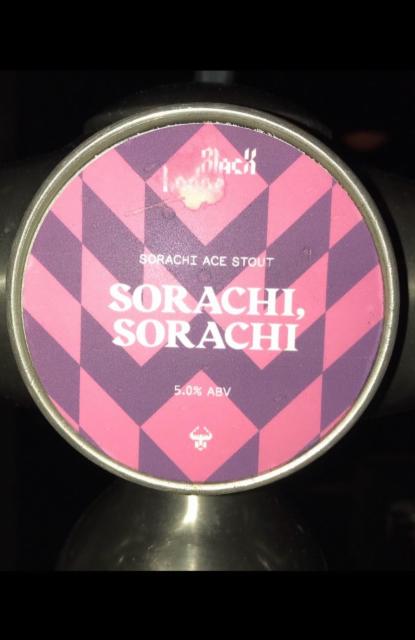 BLACK
SORACHI ACE STOUT
SORACHI,
SORACHI
5.0% ABV